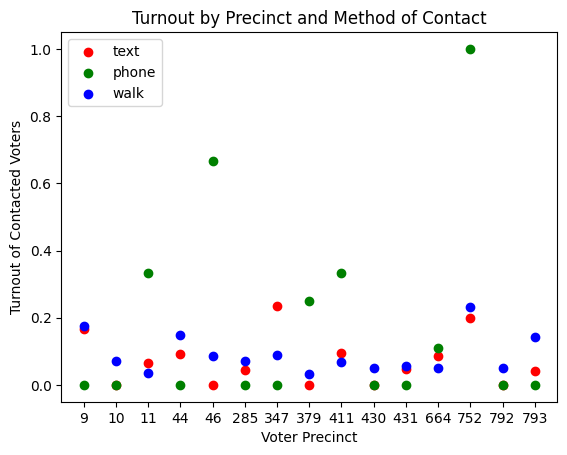 Turnout by Precinct and Method of Contact
text
phone
walk
Turnout of Contacted Voters
1.0
0.8
0.6
0.4
0.2
0.0
9 10 11 44 46 285 347 379 411 430 431 664 752 792 793
Voter Precinct